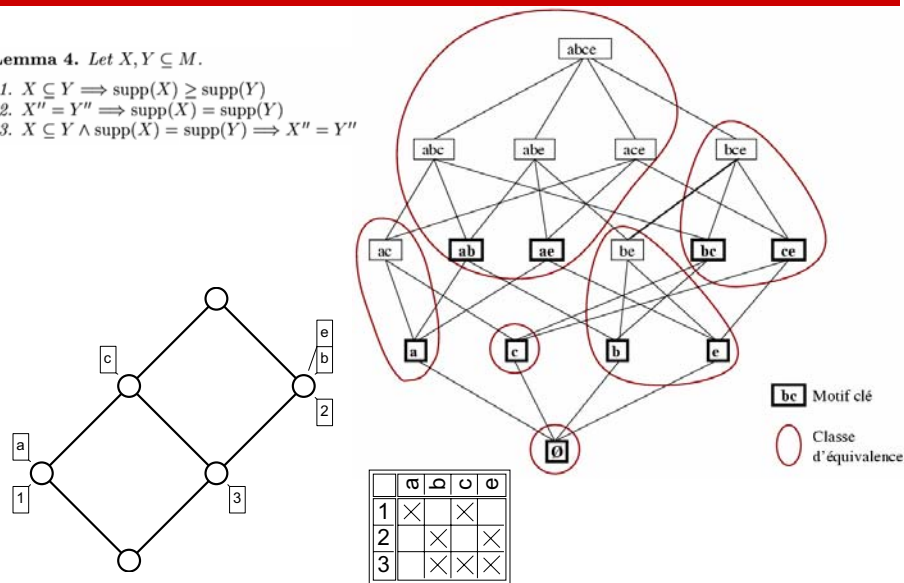 emma 4. Let X, Y ⊆ M.
1. X ⊆ Y ⟹ supp(X) ≥ supp(Y)
2. X″ = Y″ ⟹ supp(X) = supp(Y)
3. X ⊆ Y ∧ supp(X) = supp(Y) ⟹ X″ = Y″
abce
abc abe ace bce
ac ab ae be bc ce
a c b e
Ø
bc Motif clé
Classe
d'équivalence
e
c b
2
a
1 3
a b c e
1 X X
2 X X
3 X X X